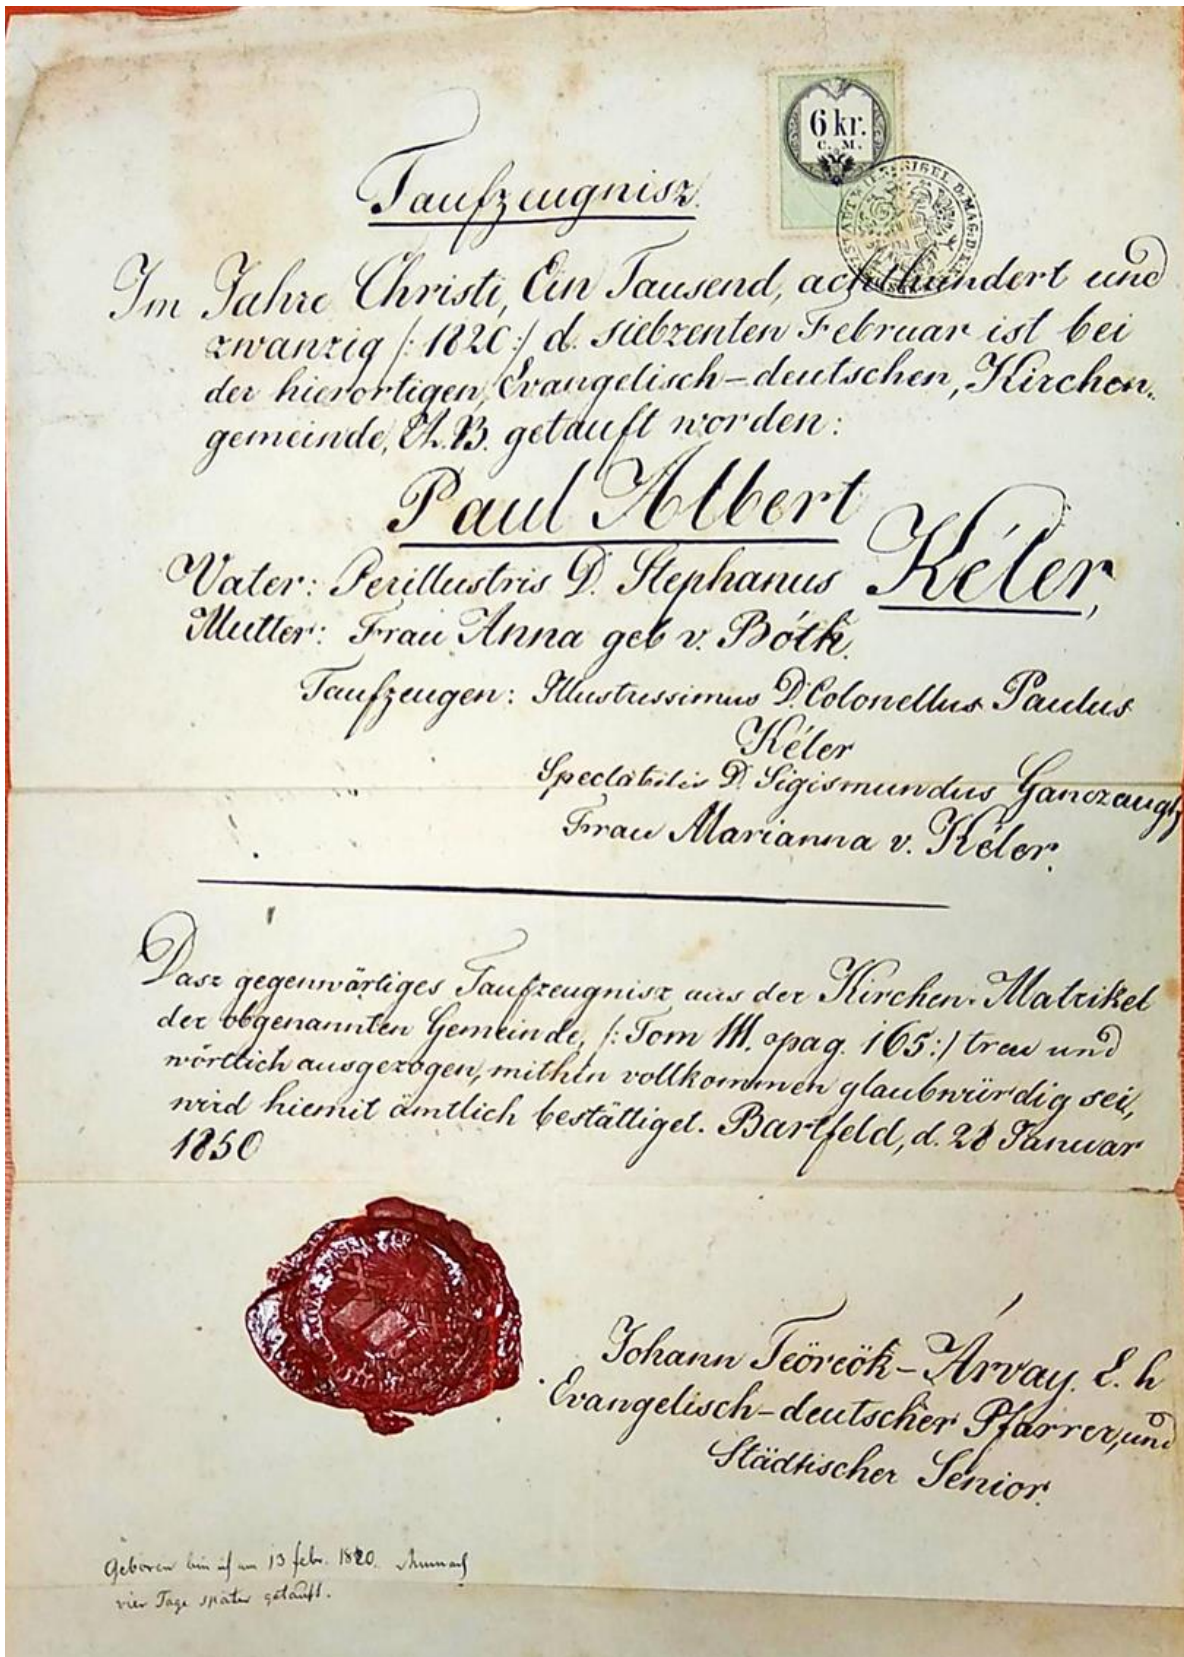 6 kr.
C. M.
Taufzeugnisz.
Im Jahre Christi, Ein Tausend, achthundert und
zwanzig /: 1820 :/ d. siebzenten Februar ist bei
der hierortigen, Evangelisch-deutschen, Kirchen-
gemeinde, A. B. getauft worden:
Paul Albert
Kéler,
Vater: Perillustris D. Stephanus
Mutter: Frau Anna geb v. Bóth.
Taufzeugen: Illustrissimus D. Colonellus Paulus
Kéler
Spectabilis D. Sigismundus Ganczaugh
Frau Marianna v. Kéler.
Dasz gegenwärtiges Taufzeugnisz aus der Kirchen-Matrikel
der obgenannten Gemeinde, /: Tom III. pag. 165 :/ treu und
wörtlich ausgezogen, mithin vollkommen glaubwürdig sei,
wird hiemit ämtlich bestättiget. Bartfeld, d. 28 Januar
1850
Johann Teöreök-Árvay. E. h
Evangelisch-deutscher Pfarrer, und
Städtischer Senior.
Geboren bin ich am 13 febr. 1820.
vier Tage später getauft.